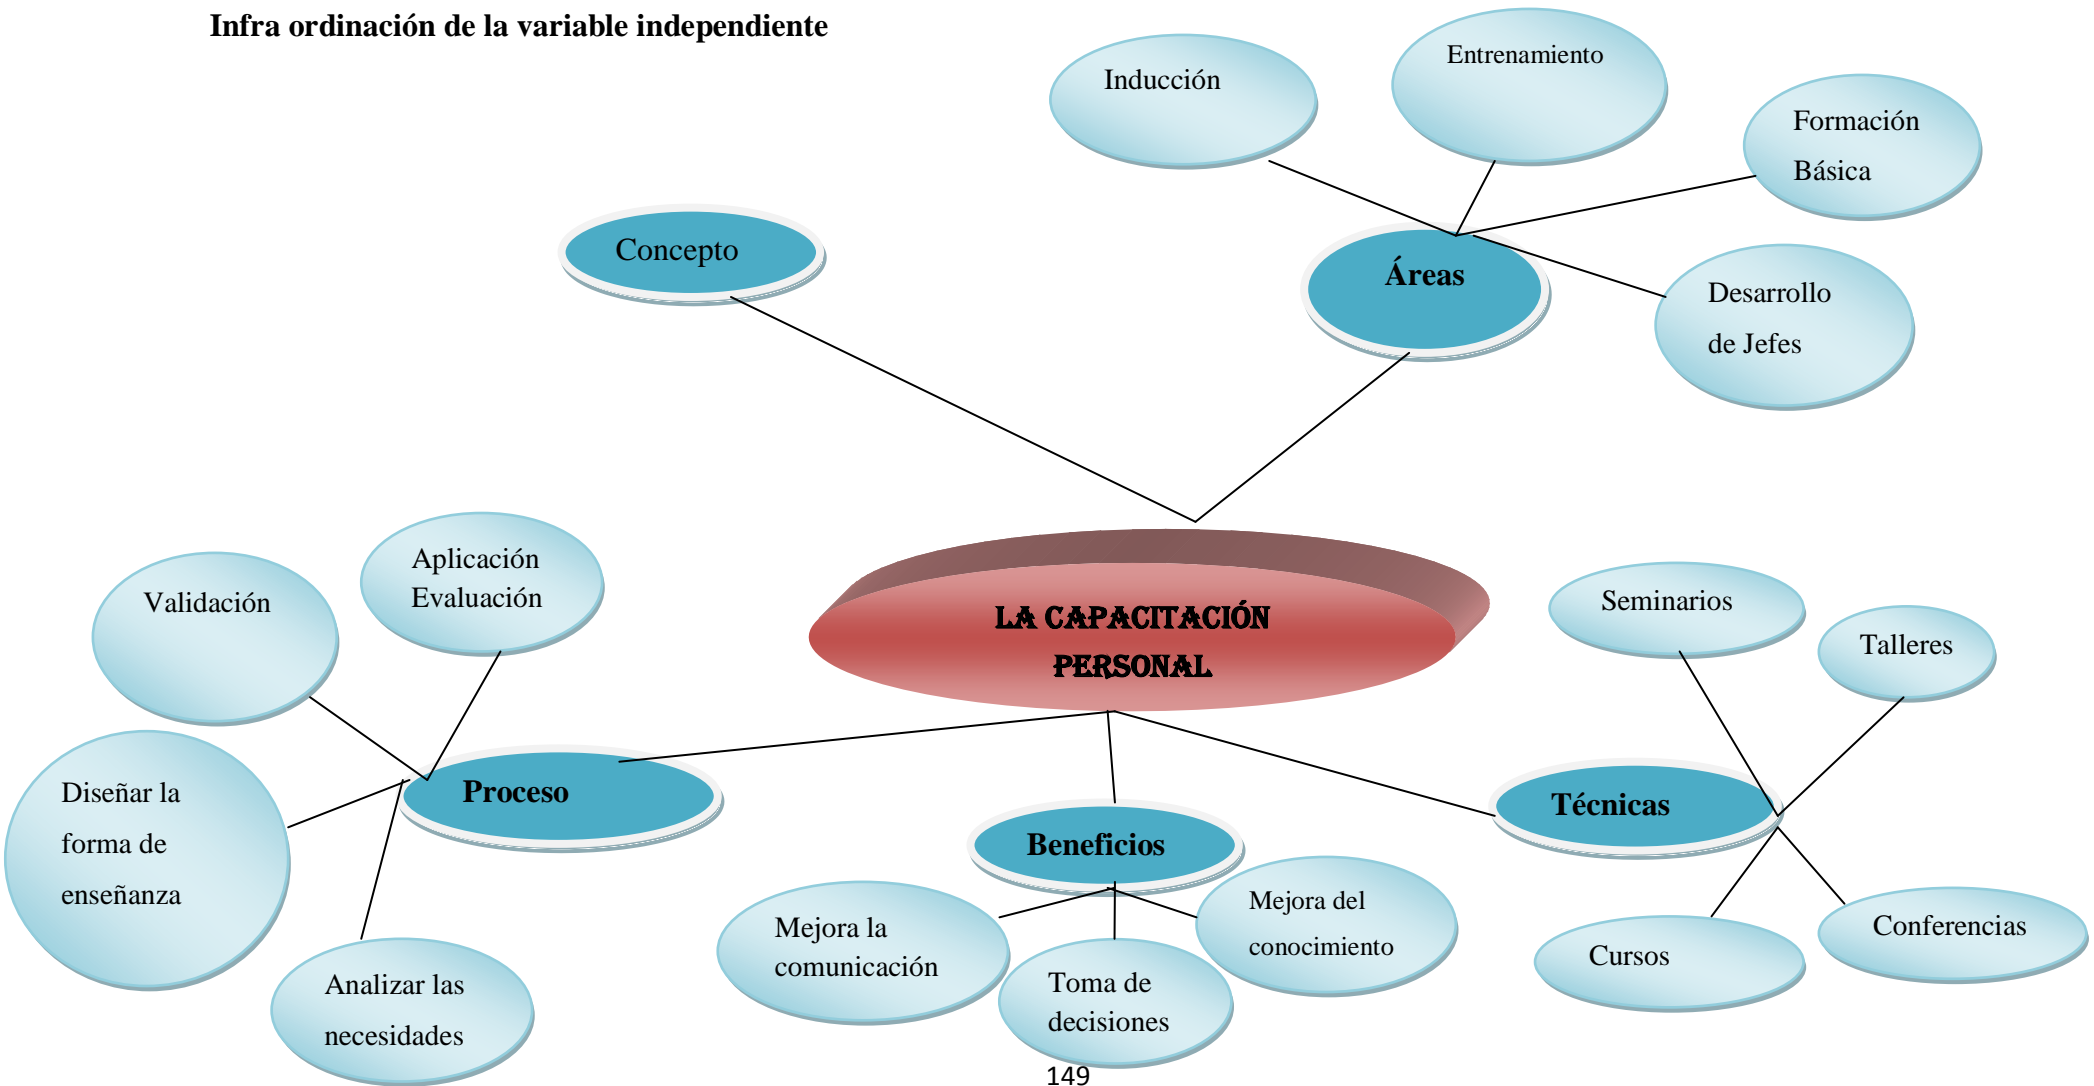 Infra ordinación de la variable independiente
Inducción
Entrenamiento
Formación
Básica
Concepto
Áreas
Desarrollo
de Jefes
LA CAPACITACIÓN
PERSONAL
Validación
Aplicación
Evaluación
Diseñar la
forma de
enseñanza
Proceso
Analizar las
necesidades
Beneficios
Mejora la
comunicación
Toma de
decisiones
Mejora del
conocimiento
Técnicas
Seminarios
Talleres
Cursos
Conferencias
149